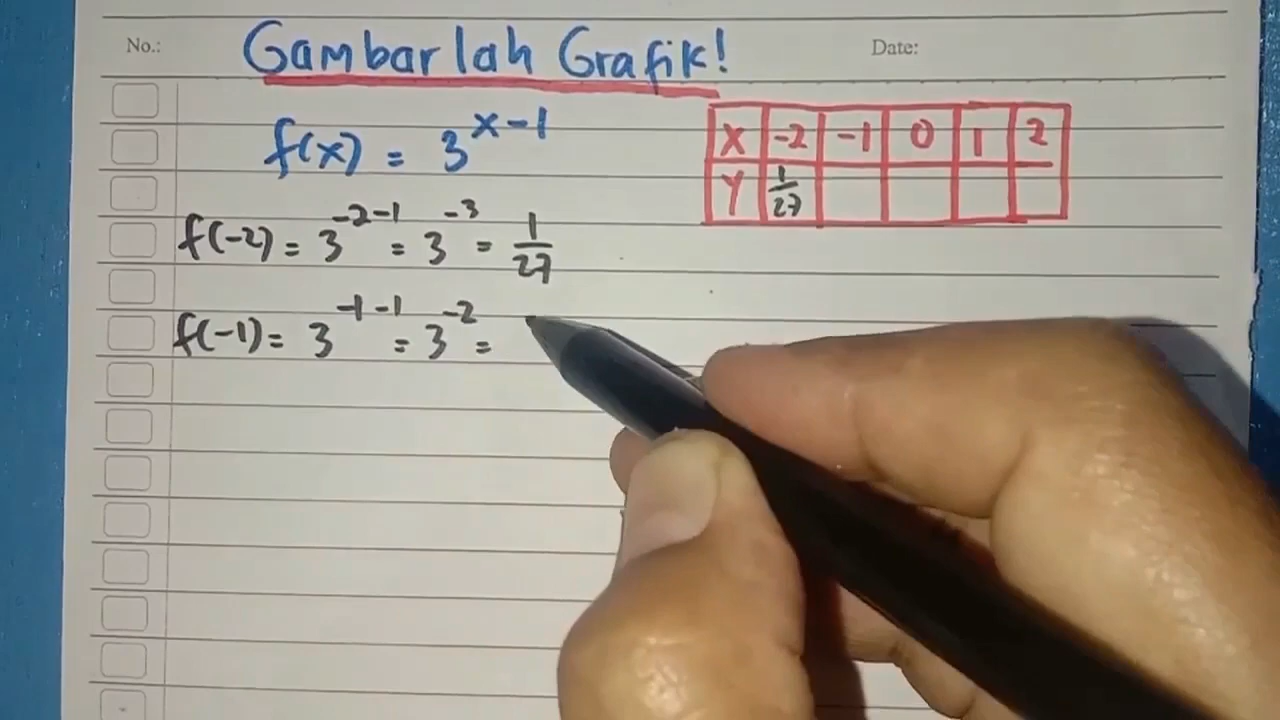 No.:
Gambarlah Grafik!
Date:
f(x) = 3^{x-1}
X -2 -1 0 1 2
Y 1/27
f(-2) = 3^{-2-1} = 3^{-3} = 1/27
f(-1) = 3^{-1-1} = 3^{-2} =